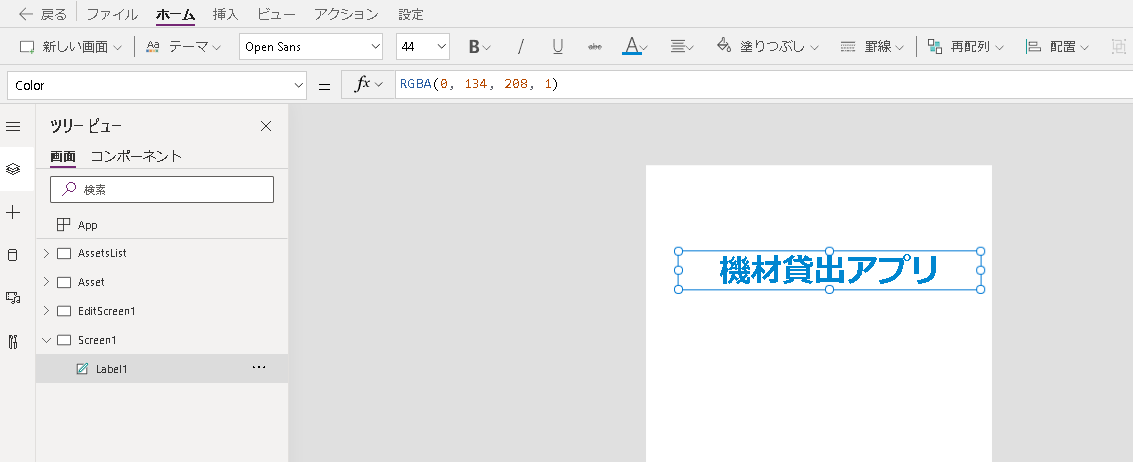 戻る ファイル ホーム 挿入 ビュー アクション 設定
新しい画面 Aa テーマ Open Sans 44 B / U abc A 塗りつぶし 罫線 再配列 配置
Color = fx RGBA(0, 134, 208, 1)
ツリー ビュー
画面 コンポーネント
検索
App
AssetsList
Asset
EditScreen1
Screen1
Label1
機材貸出アプリ